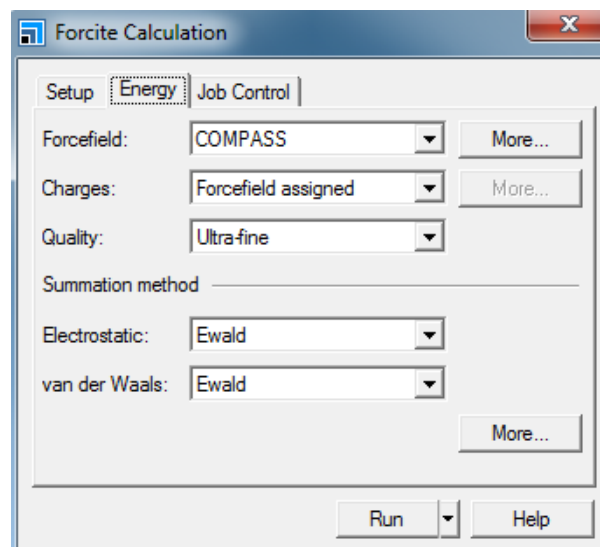 Forcite Calculation
Setup Energy Job Control
Forcefield: COMPASS More...
Charges: Forcefield assigned More...
Quality: Ultra-fine
Summation method
Electrostatic: Ewald
van der Waals: Ewald
More...
Run Help